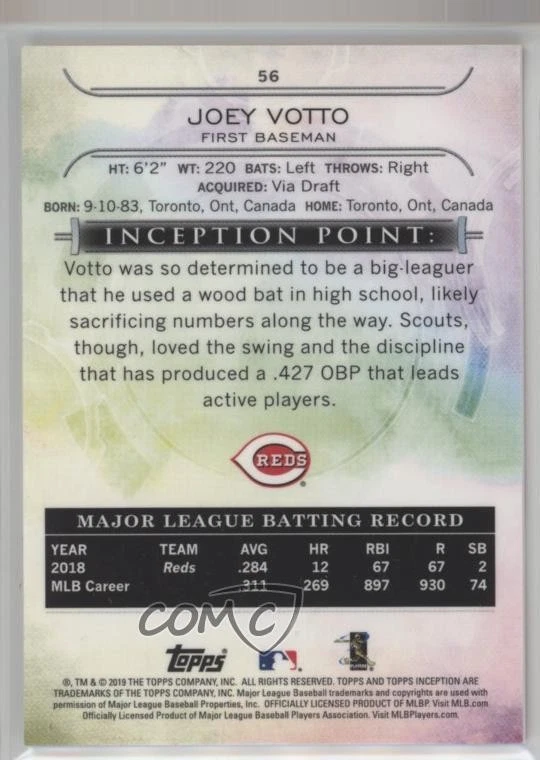 56
JOEY VOTTO
FIRST BASEMAN
HT: 6'2" WT: 220 BATS: Left THROWS: Right
ACQUIRED: Via Draft
BORN: 9-10-83, Toronto, Ont, Canada HOME: Toronto, Ont, Canada
INCEPTION POINT:
Votto was so determined to be a big-leaguer
that he used a wood bat in high school, likely
sacrificing numbers along the way. Scouts,
though, loved the swing and the discipline
that has produced a .427 OBP that leads
active players.
REDS
MAJOR LEAGUE BATTING RECORD
YEAR TEAM AVG HR RBI R SB
2018 Reds .284 12 67 67 2
MLB Career .311 269 897 930 74
COMC
Topps
®, TM & © 2019 THE TOPPS COMPANY, INC. ALL RIGHTS RESERVED. TOPPS AND TOPPS INCEPTION ARE
TRADEMARKS OF THE TOPPS COMPANY, INC. Major League Baseball trademarks and copyrights are used with
permission of Major League Baseball Properties, Inc. OFFICIALLY LICENSED PRODUCT OF MLBP. Visit MLB.com
Officially Licensed Product of Major League Baseball Players Association. Visit MLBPlayers.com.